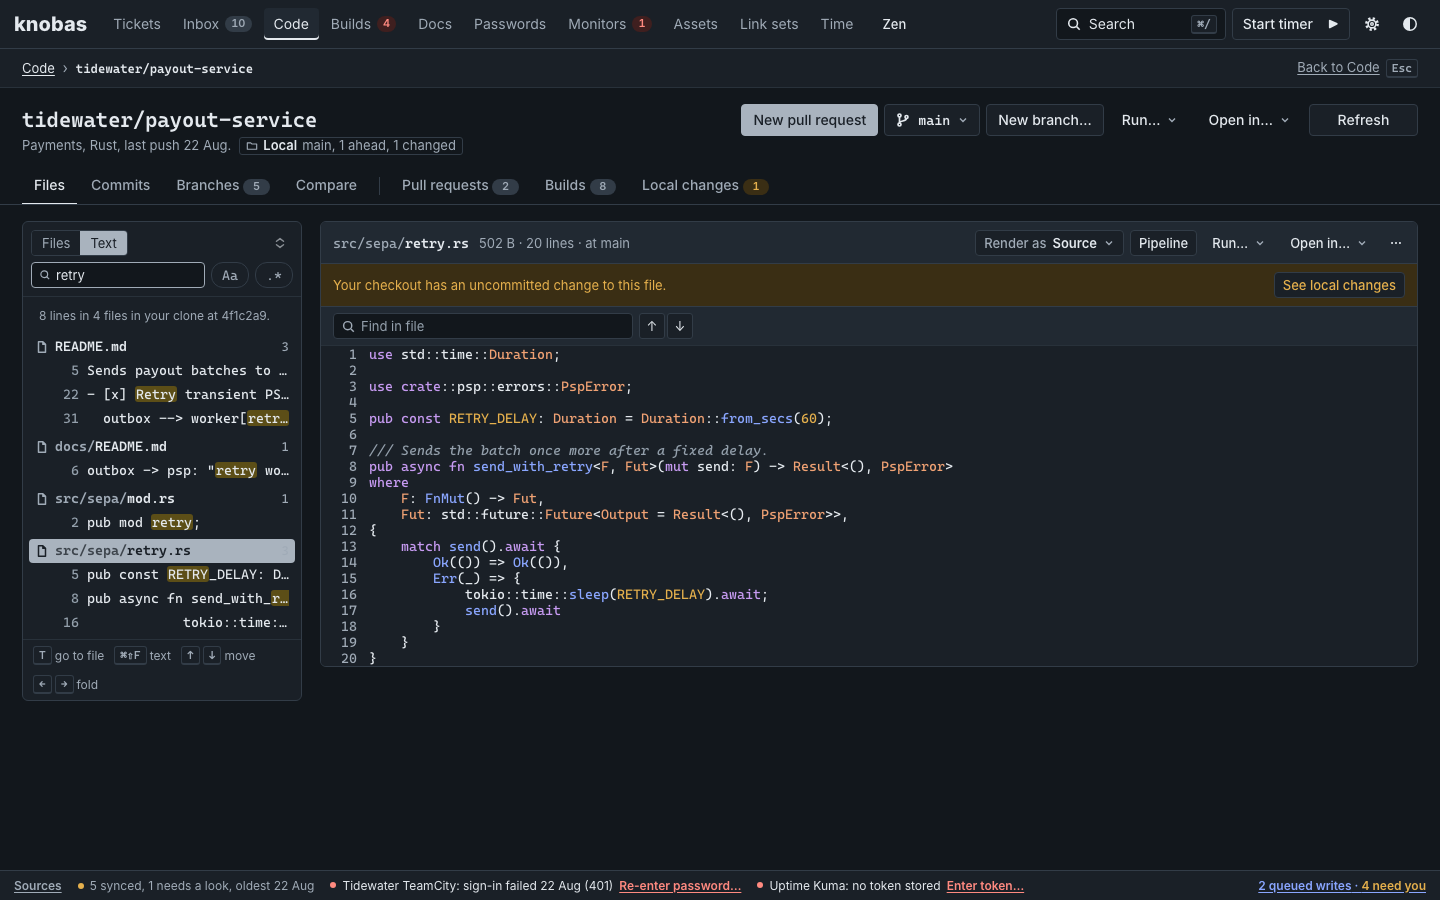 knobas Tickets Inbox 10 Code Builds 4 Docs Passwords Monitors 1 Assets Link sets Time Zen Search ⌘/ Start timer
Code › tidewater/payout-service Back to Code Esc
tidewater/payout-service New pull request main New branch... Run... Open in... Refresh
Payments, Rust, last push 22 Aug. Local main, 1 ahead, 1 changed
Files Commits Branches 5 Compare Pull requests 2 Builds 8 Local changes 1
Files Text
retry Aa .*
8 lines in 4 files in your clone at 4f1c2a9.
README.md 3
5 Sends payout batches to …
22 - [x] Retry transient PS…
31 outbox --> worker[retr…
docs/README.md 1
6 outbox -> psp: "retry wo…
src/sepa/mod.rs 1
2 pub mod retry;
src/sepa/retry.rs 3
5 pub const RETRY_DELAY: D…
8 pub async fn send_with_r…
16 tokio::time:…
T go to file ⌘⇧F text ↑ ↓ move
← → fold
src/sepa/retry.rs 502 B · 20 lines · at main Render as Source Pipeline Run... Open in... ···
Your checkout has an uncommitted change to this file. See local changes
Find in file ↑ ↓
1 use std::time::Duration;
2
3 use crate::psp::errors::PspError;
4
5 pub const RETRY_DELAY: Duration = Duration::from_secs(60);
6
7 /// Sends the batch once more after a fixed delay.
8 pub async fn send_with_retry<F, Fut>(mut send: F) -> Result<(), PspError>
9 where
10 F: FnMut() -> Fut,
11 Fut: std::future::Future<Output = Result<(), PspError>>,
12 {
13 match send().await {
14 Ok(()) => Ok(()),
15 Err(_) => {
16 tokio::time::sleep(RETRY_DELAY).await;
17 send().await
18 }
19 }
20 }
Sources 5 synced, 1 needs a look, oldest 22 Aug Tidewater TeamCity: sign-in failed 22 Aug (401) Re-enter password... Uptime Kuma: no token stored Enter token... 2 queued writes · 4 need you